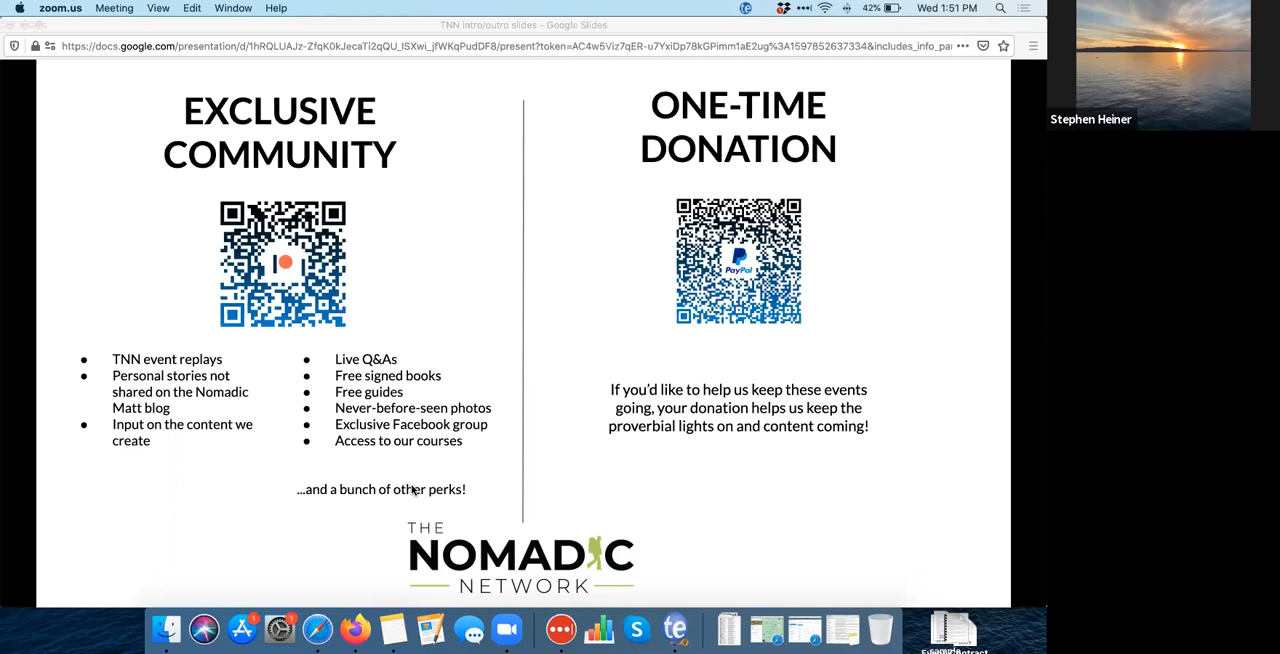 zoom.us Meeting View Edit Window Help
42% Wed 1:51 PM
TNN intro/outro slides - Google Slides
EXCLUSIVE
COMMUNITY
TNN event replays
Personal stories not
shared on the Nomadic
Matt blog
Input on the content we
create
Live Q&As
Free signed books
Free guides
Never-before-seen photos
Exclusive Facebook group
Access to our courses
...and a bunch of other perks!
ONE-TIME
DONATION
PayPal
If you'd like to help us keep these events
going, your donation helps us keep the
proverbial lights on and content coming!
THE
NOMADIC
NETWORK
Stephen Heiner